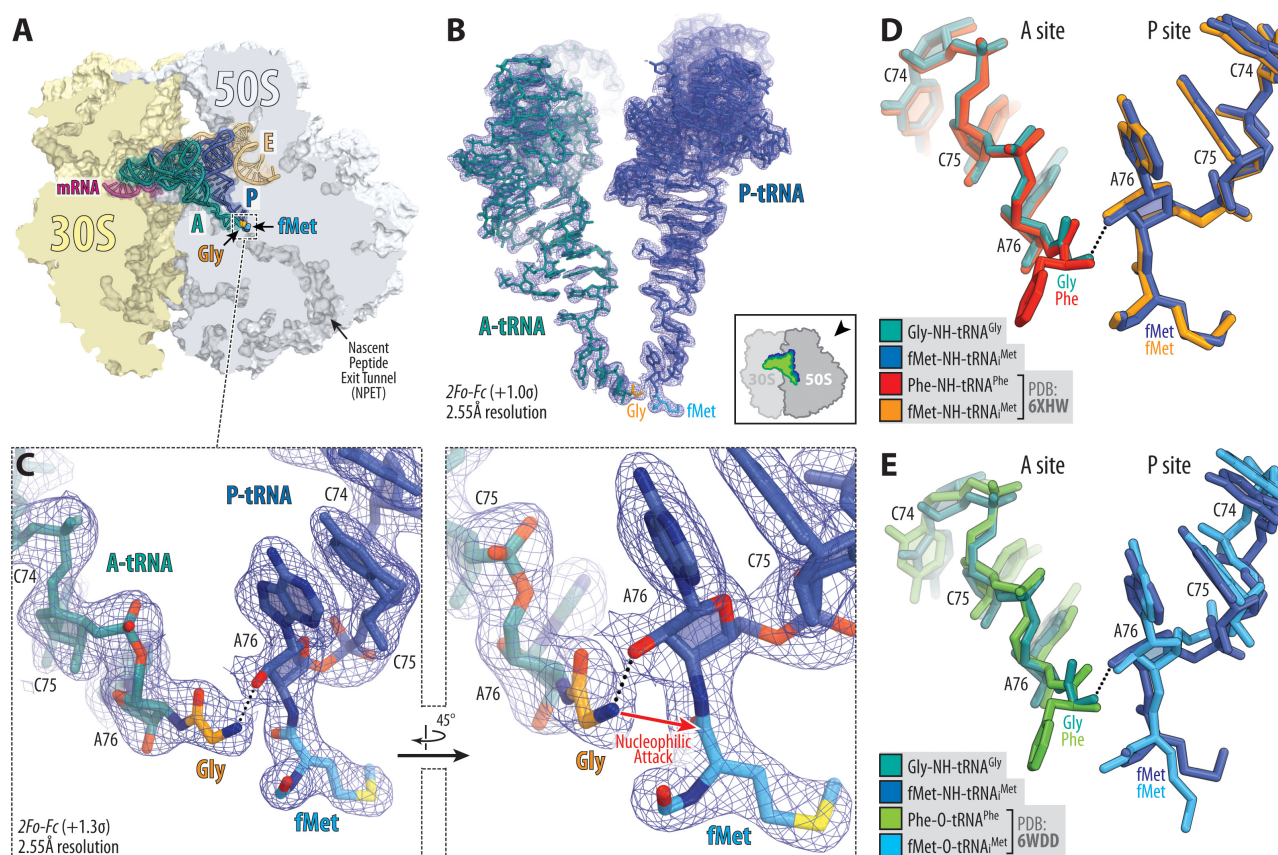 A
50S
E
mRNA
P
A
fMet
30S
Gly
Nascent
Peptide
Exit Tunnel
(NPET)
B
P-tRNA
A-tRNA
30S
50S
2Fo-Fc (+1.0σ)
2.55Å resolution
Gly
fMet
C
P-tRNA
C74
C74
A-tRNA
A76
C75
C75
A76
Gly
fMet
2Fo-Fc (+1.3σ)
2.55Å resolution
45°
C75
C75
A76
A76
Gly
Nucleophilic
Attack
fMet
D
A site
P site
C74
C74
C75
C75
A76
A76
Gly
Phe
fMet
fMet
Gly-NH-tRNAGly
fMet-NH-tRNAiMet
Phe-NH-tRNAPhe
fMet-NH-tRNAiMet
PDB:
6XHW
E
A site
P site
C74
C74
C75
C75
A76
A76
Gly
Phe
fMet
fMet
Gly-NH-tRNAGly
fMet-NH-tRNAiMet
Phe-O-tRNAPhe
fMet-O-tRNAiMet
PDB:
6WDD